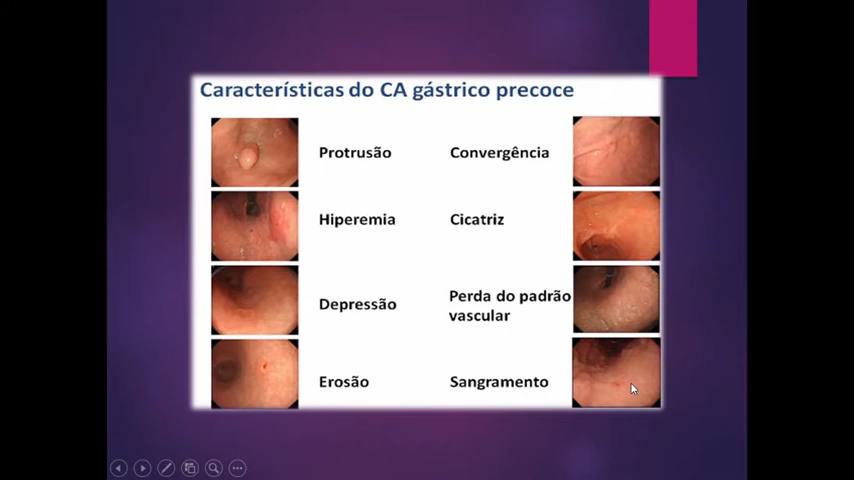 Características do CA gástrico precoce
Protrusão
Convergência
Hiperemia
Cicatriz
Depressão
Perda do padrão
vascular
Erosão
Sangramento